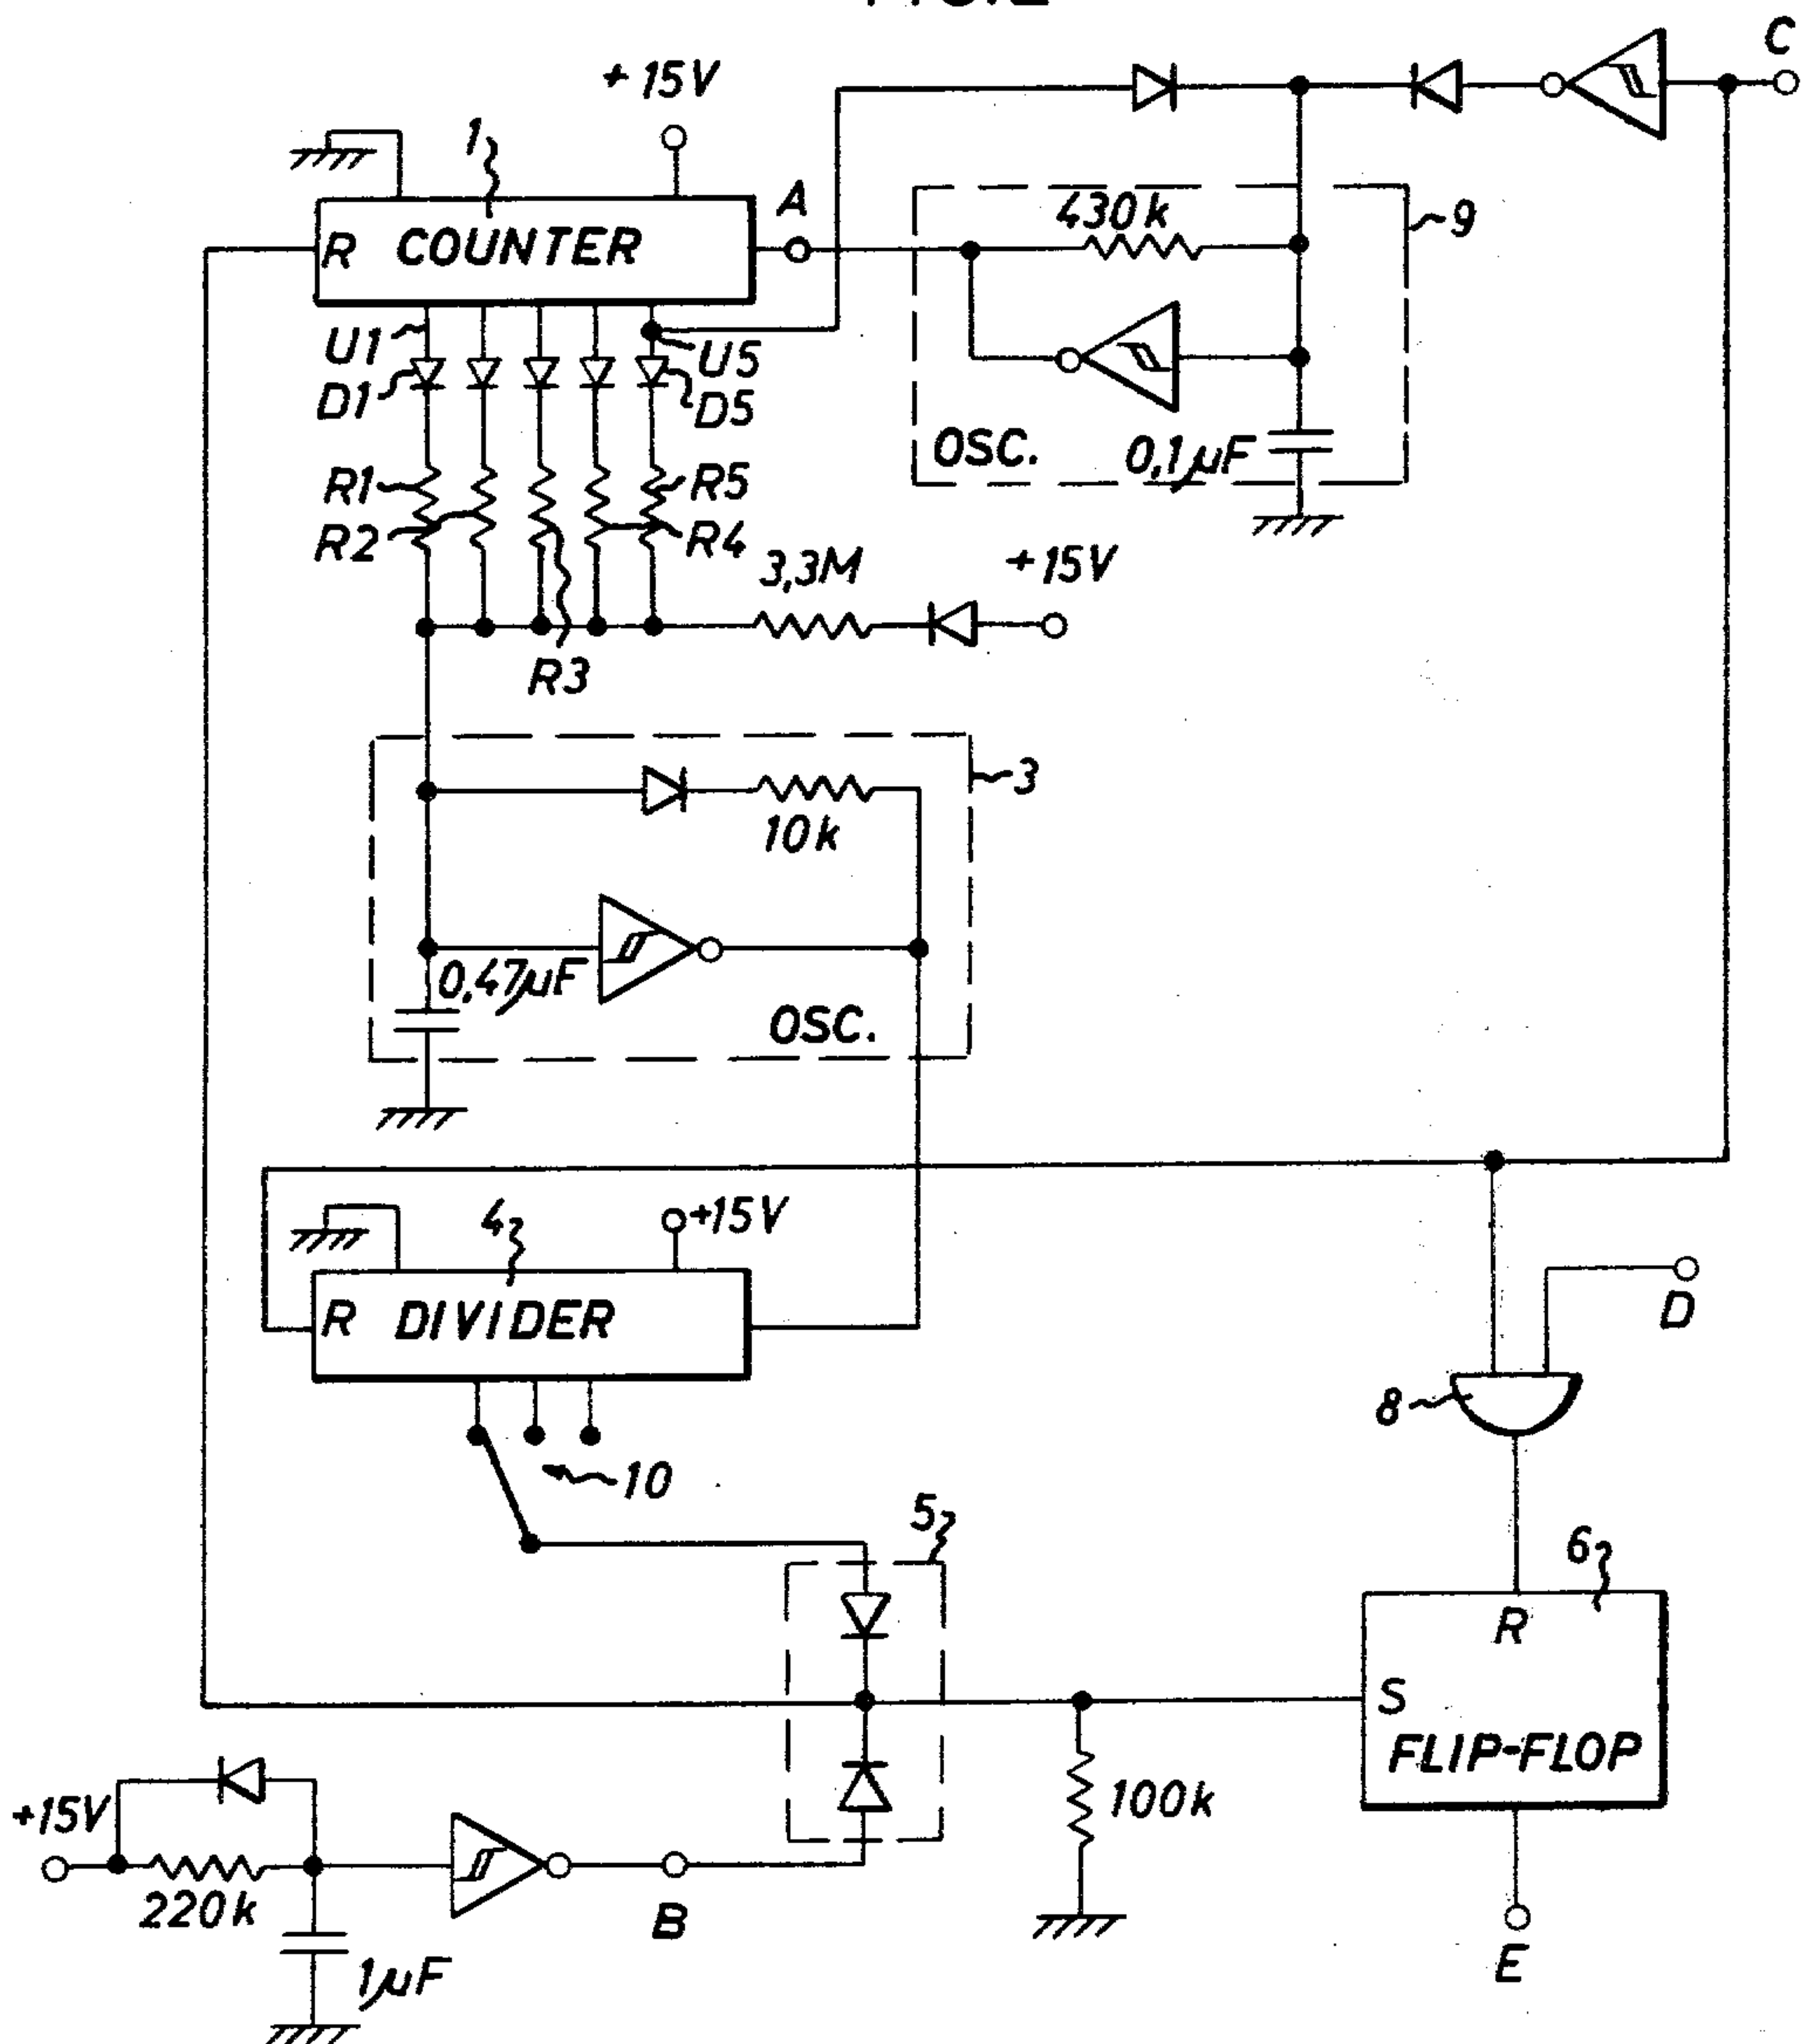 C
+15V
1
A
430k
9
R COUNTER
U1
U5
D1
D5
OSC.
0,1µF
R1
R5
R2
R4
3,3M
+15V
R3
3
10k
0,47µF
OSC.
4
+15V
D
R DIVIDER
8
10
5
6
R
S
FLIP-FLOP
+15V
100k
220k
B
E
1µF